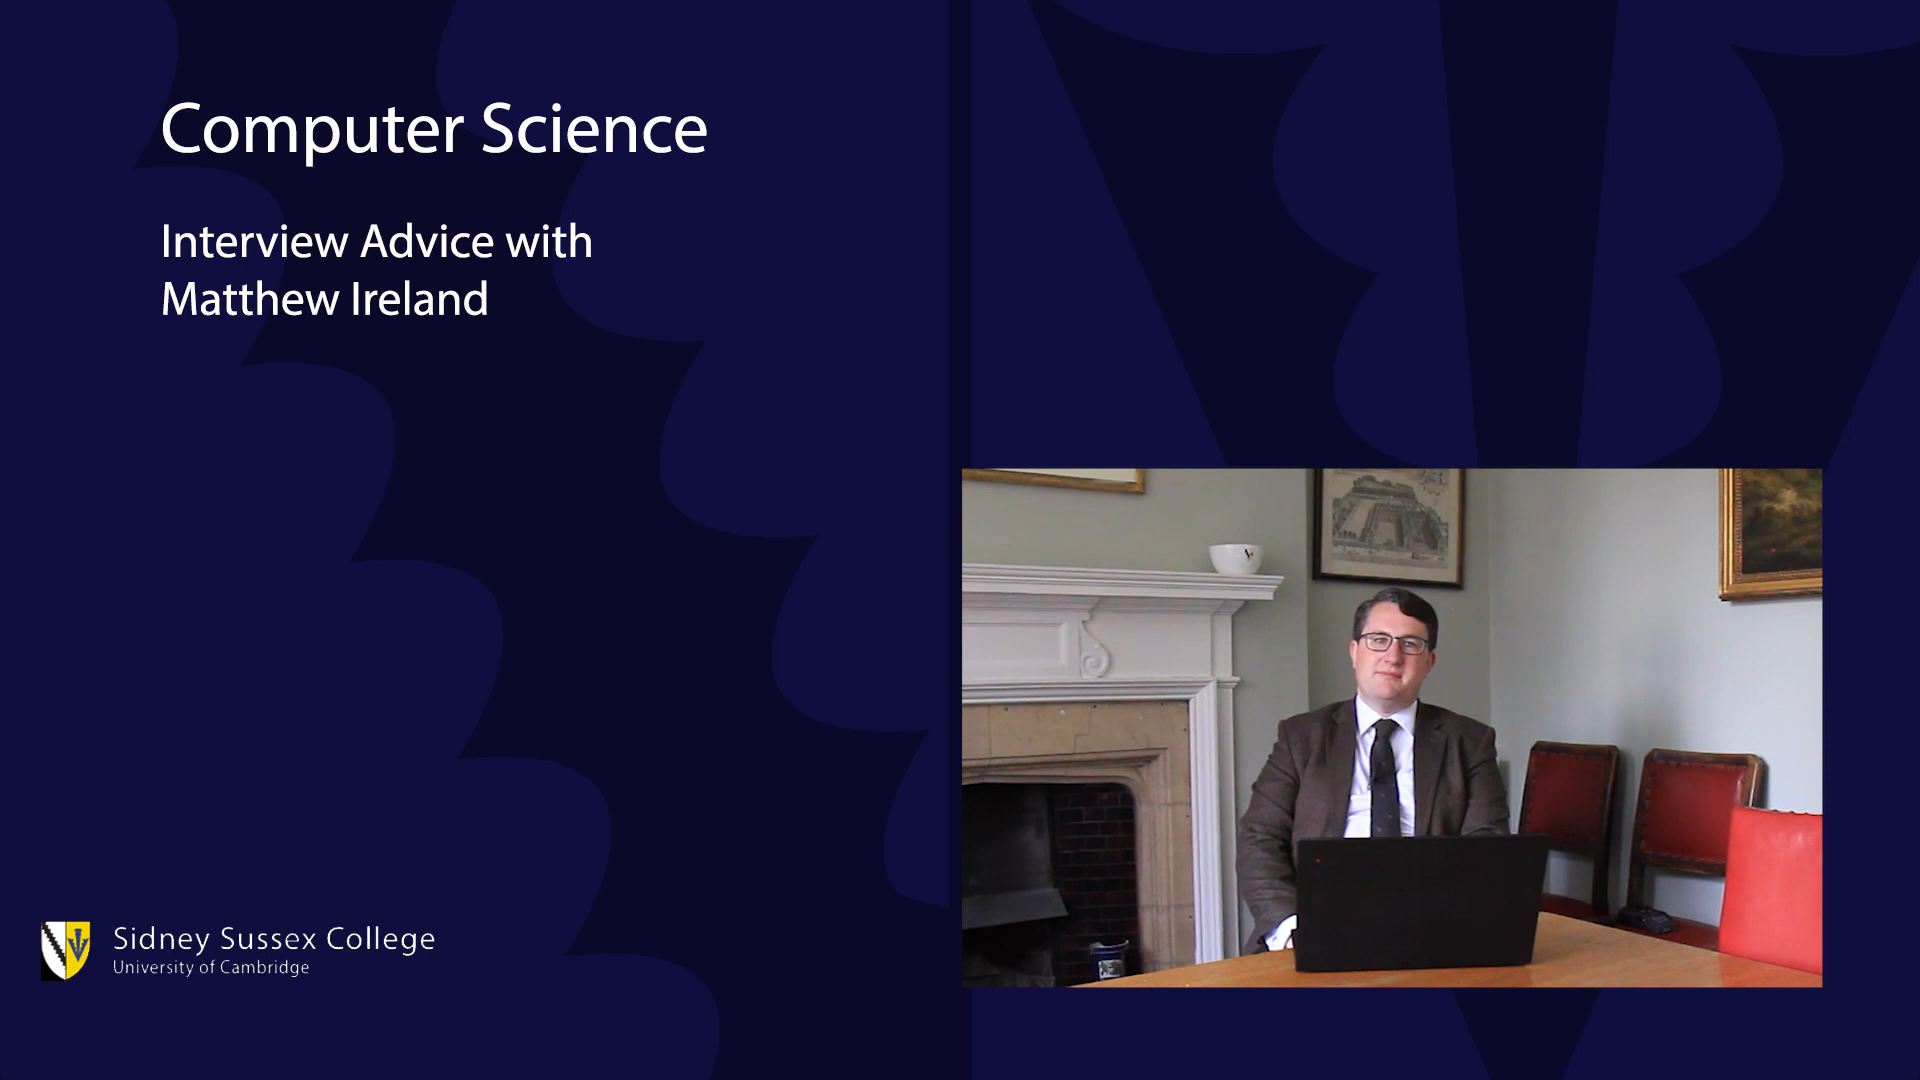 Computer Science
Interview Advice with
Matthew Ireland
Sidney Sussex College
University of Cambridge